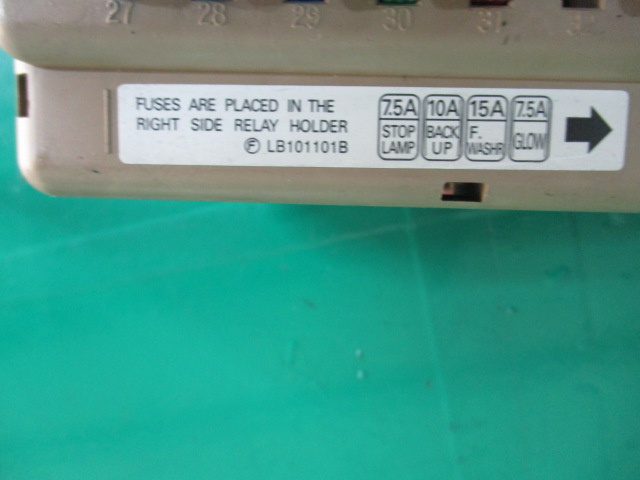 27 28 29 30 31 32
FUSES ARE PLACED IN THE
RIGHT SIDE RELAY HOLDER
Ⓕ LB101101B
7.5A 10A 15A 7.5A
STOP LAMP
BACK UP
F. WASHR
GLOW